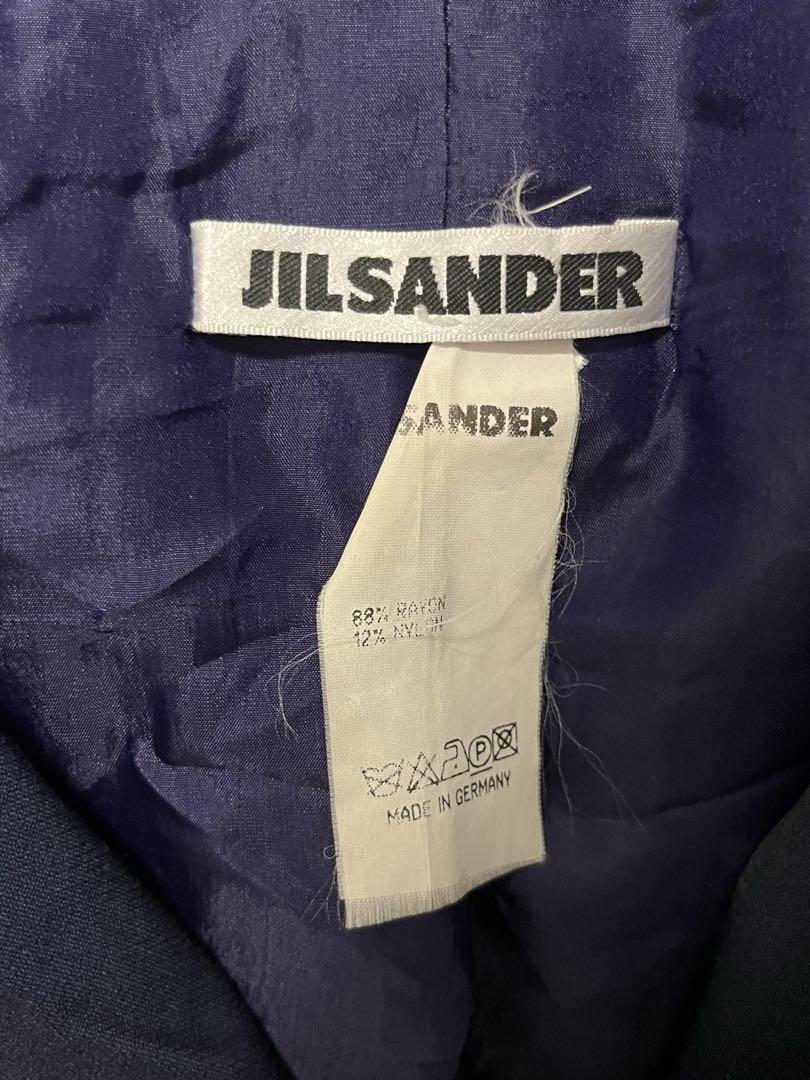 JILSANDER
SANDER
88% RAYON
12% NYLON
P
MADE IN GERMANY